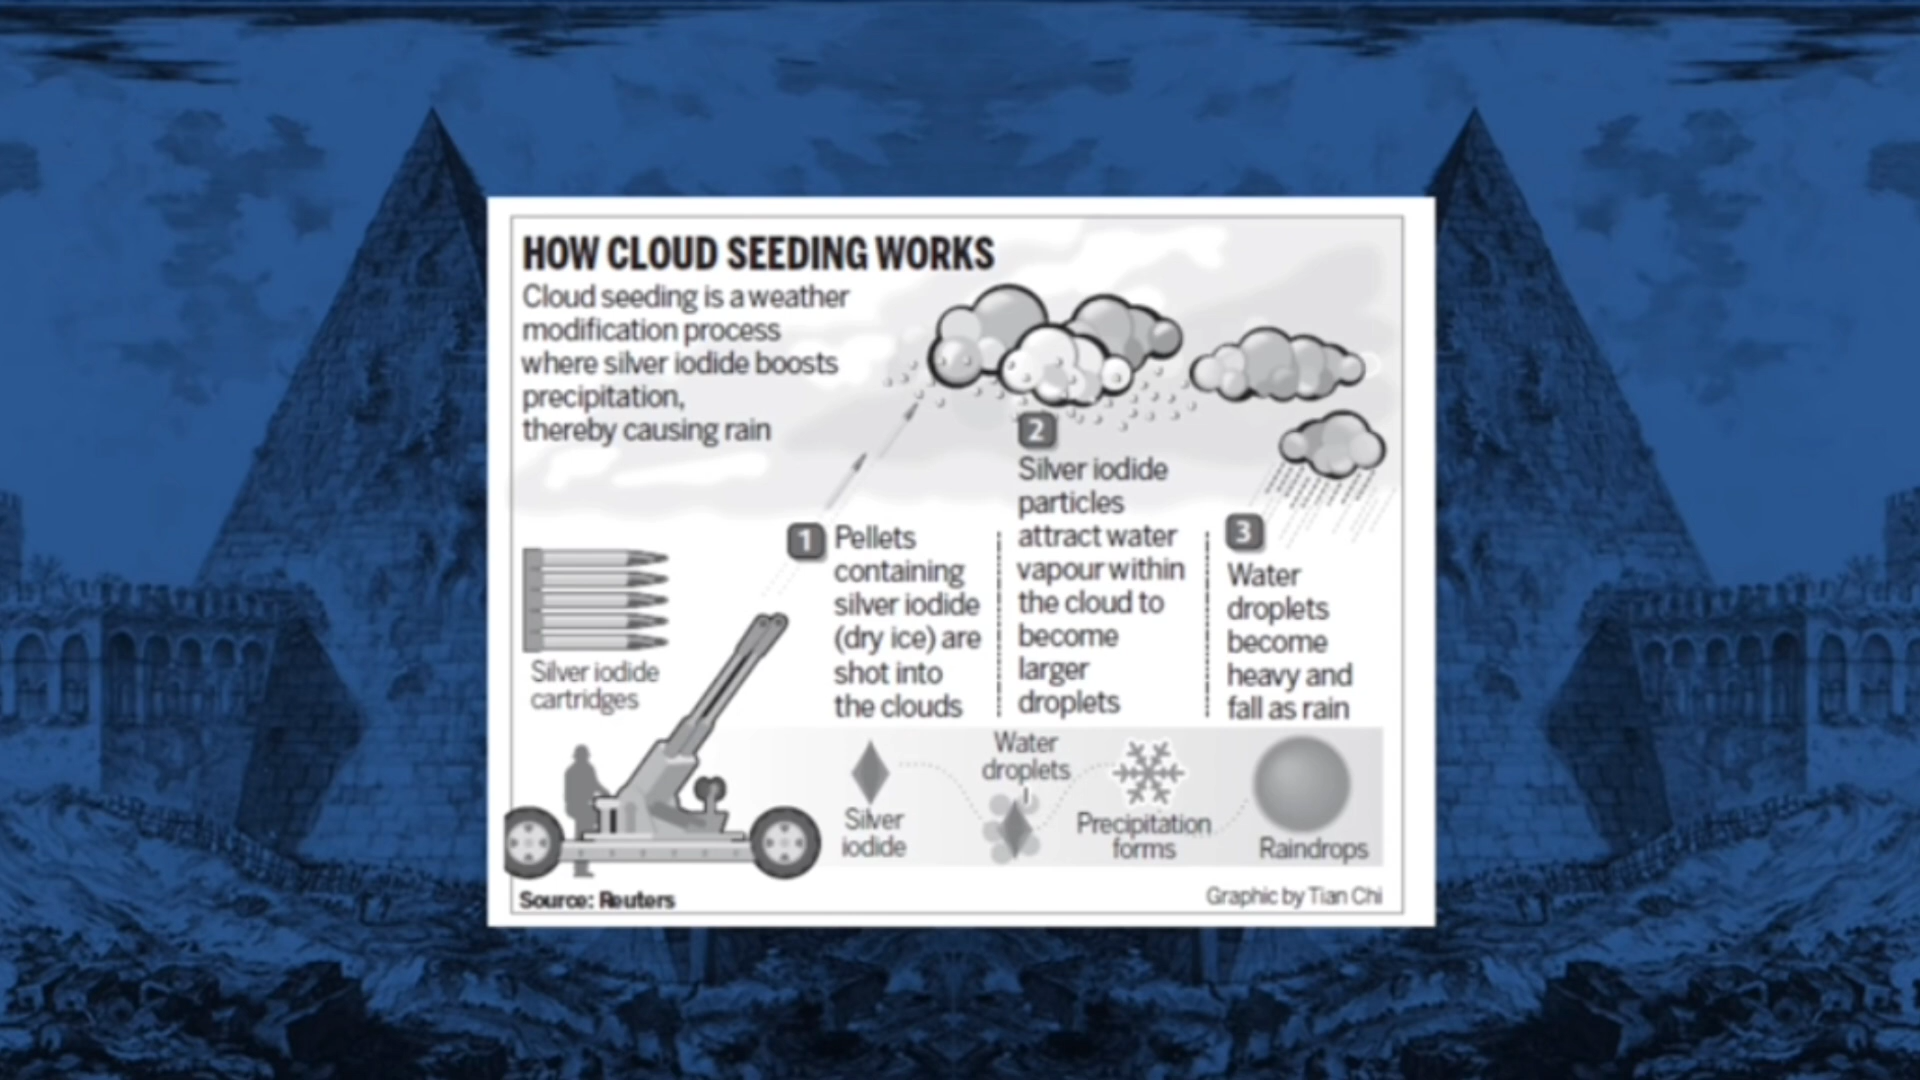 HOW CLOUD SEEDING WORKS
Cloud seeding is a weather
modification process
where silver iodide boosts
precipitation,
thereby causing rain
1
Pellets
containing
silver iodide
(dry ice) are
shot into
the clouds
2
Silver iodide
particles
attract water
vapour within
the cloud to
become
larger
droplets
3
Water
droplets
become
heavy and
fall as rain
Silver iodide
cartridges
Silver
iodide
Water
droplets
Precipitation
forms
Raindrops
Source: Reuters
Graphic by Tian Chi